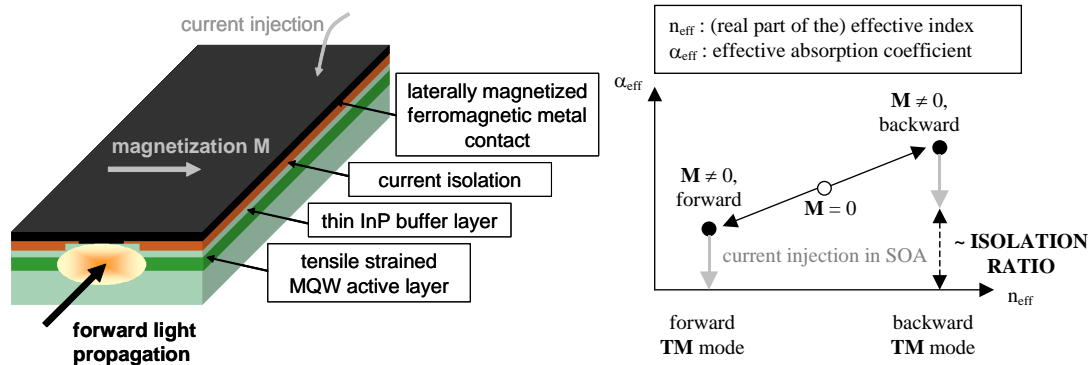 current injection
laterally magnetized
ferromagnetic metal
contact
magnetization M
current isolation
thin InP buffer layer
tensile strained
MQW active layer
forward light
propagation
n_eff : (real part of the) effective index
α_eff : effective absorption coefficient
α_eff
M ≠ 0,
backward
M ≠ 0,
forward
M = 0
current injection in SOA
~ ISOLATION
RATIO
n_eff
forward
TM mode
backward
TM mode